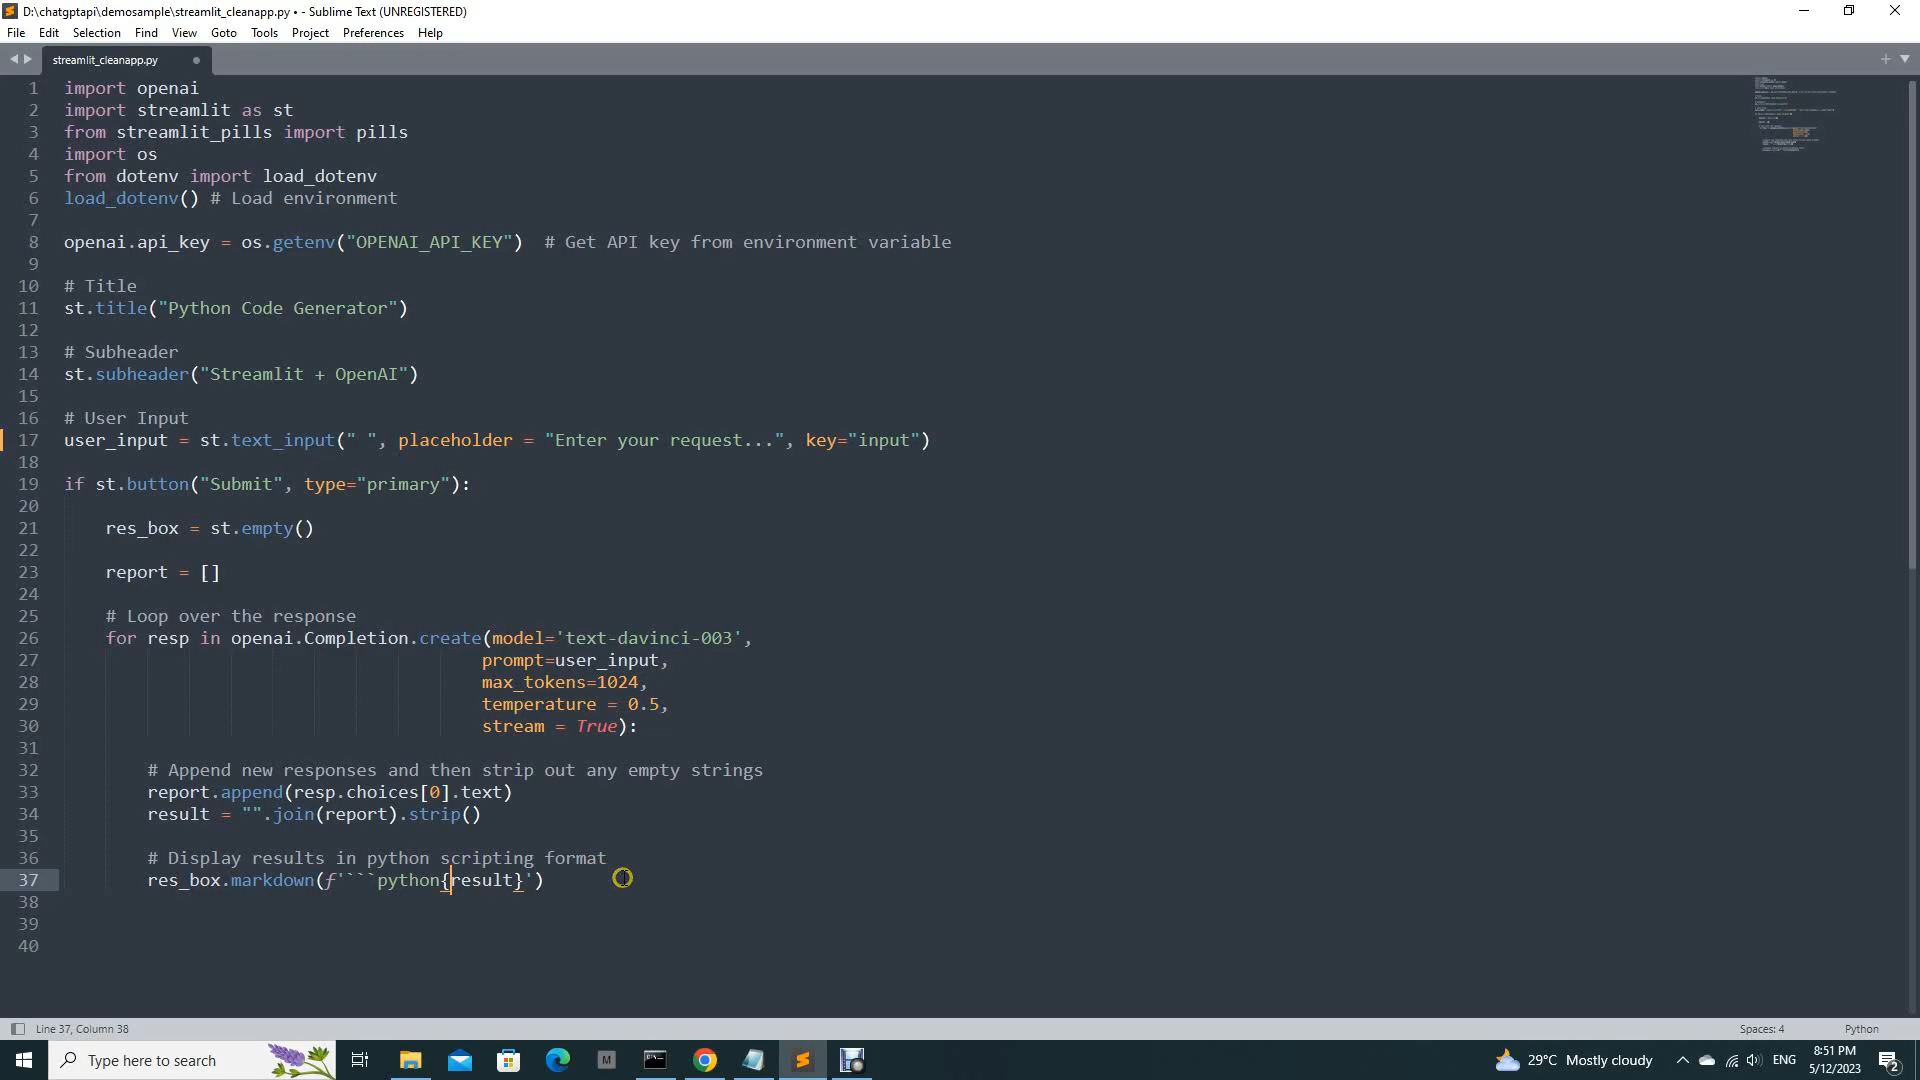 D:\chatgptapi\demosample\streamlit_cleanapp.py • - Sublime Text (UNREGISTERED)
File Edit Selection Find View Goto Tools Project Preferences Help
streamlit_cleanapp.py
1 import openai
2 import streamlit as st
3 from streamlit_pills import pills
4 import os
5 from dotenv import load_dotenv
6 load_dotenv() # Load environment
7
8 openai.api_key = os.getenv("OPENAI_API_KEY")  # Get API key from environment variable
9
10 # Title
11 st.title("Python Code Generator")
12
13 # Subheader
14 st.subheader("Streamlit + OpenAI")
15
16 # User Input
17 user_input = st.text_input(" ", placeholder = "Enter your request...", key="input")
18
19 if st.button("Submit", type="primary"):
20
21     res_box = st.empty()
22
23     report = []
24
25     # Loop over the response
26     for resp in openai.Completion.create(model='text-davinci-003',
27                                         prompt=user_input,
28                                         max_tokens=1024,
29                                         temperature = 0.5,
30                                         stream = True):
31
32         # Append new responses and then strip out any empty strings
33         report.append(resp.choices[0].text)
34         result = "".join(report).strip()
35
36         # Display results in python scripting format
37         res_box.markdown(f'```python{result}')
38
39
40
Line 37, Column 38
Spaces: 4
Python
Type here to search
M
29°C Mostly cloudy
ENG
8:51 PM
5/12/2023
2